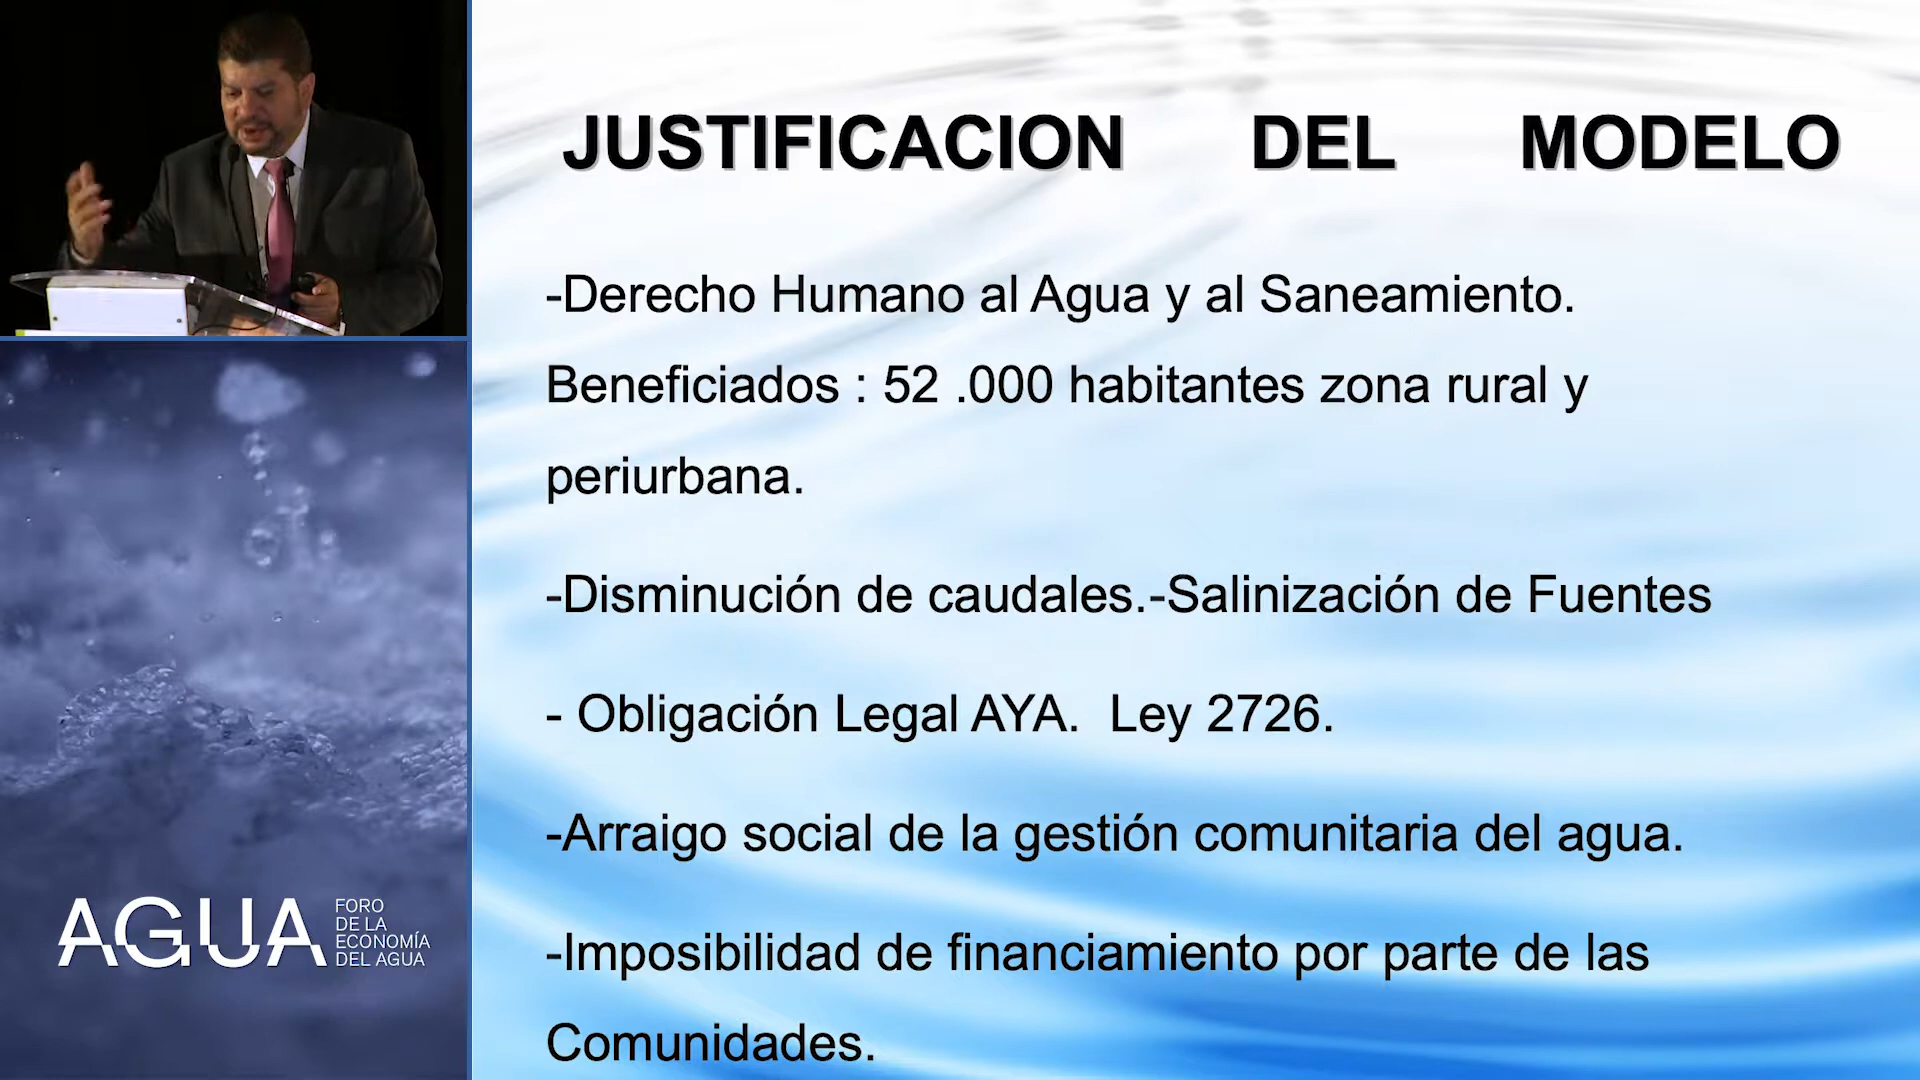 JUSTIFICACION DEL MODELO
-Derecho Humano al Agua y al Saneamiento.
Beneficiados : 52 .000 habitantes zona rural y
periurbana.
-Disminución de caudales.-Salinización de Fuentes
- Obligación Legal AYA.  Ley 2726.
-Arraigo social de la gestión comunitaria del agua.
-Imposibilidad de financiamiento por parte de las
Comunidades.
AGUA
FORO
DE LA
ECONOMÍA
DEL AGUA